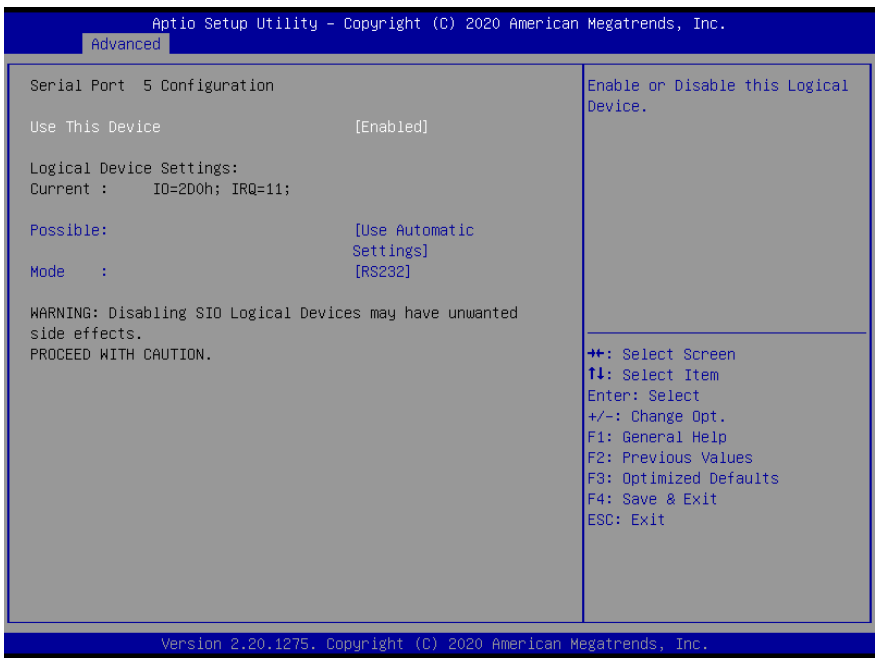 Aptio Setup Utility – Copyright (C) 2020 American Megatrends, Inc.
Advanced
Serial Port 5 Configuration
Use This Device [Enabled]
Logical Device Settings:
Current : IO=2D0h; IRQ=11;
Possible: [Use Automatic
Settings]
Mode : [RS232]
WARNING: Disabling SIO Logical Devices may have unwanted
side effects.
PROCEED WITH CAUTION.
Enable or Disable this Logical
Device.
→←: Select Screen
↑↓: Select Item
Enter: Select
+/-: Change Opt.
F1: General Help
F2: Previous Values
F3: Optimized Defaults
F4: Save & Exit
ESC: Exit
Version 2.20.1275. Copyright (C) 2020 American Megatrends, Inc.